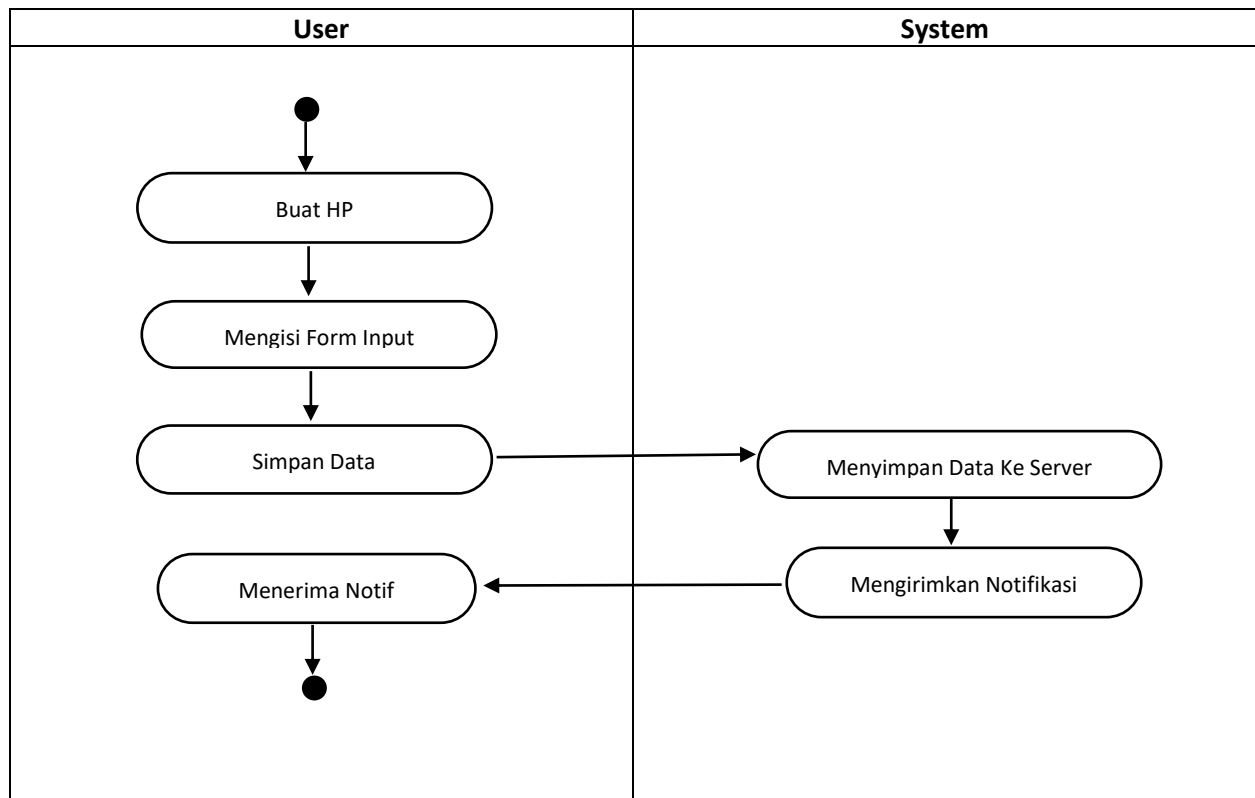 User
System
Buat HP
Mengisi Form Input
Simpan Data
Menyimpan Data Ke Server
Menerima Notif
Mengirimkan Notifikasi